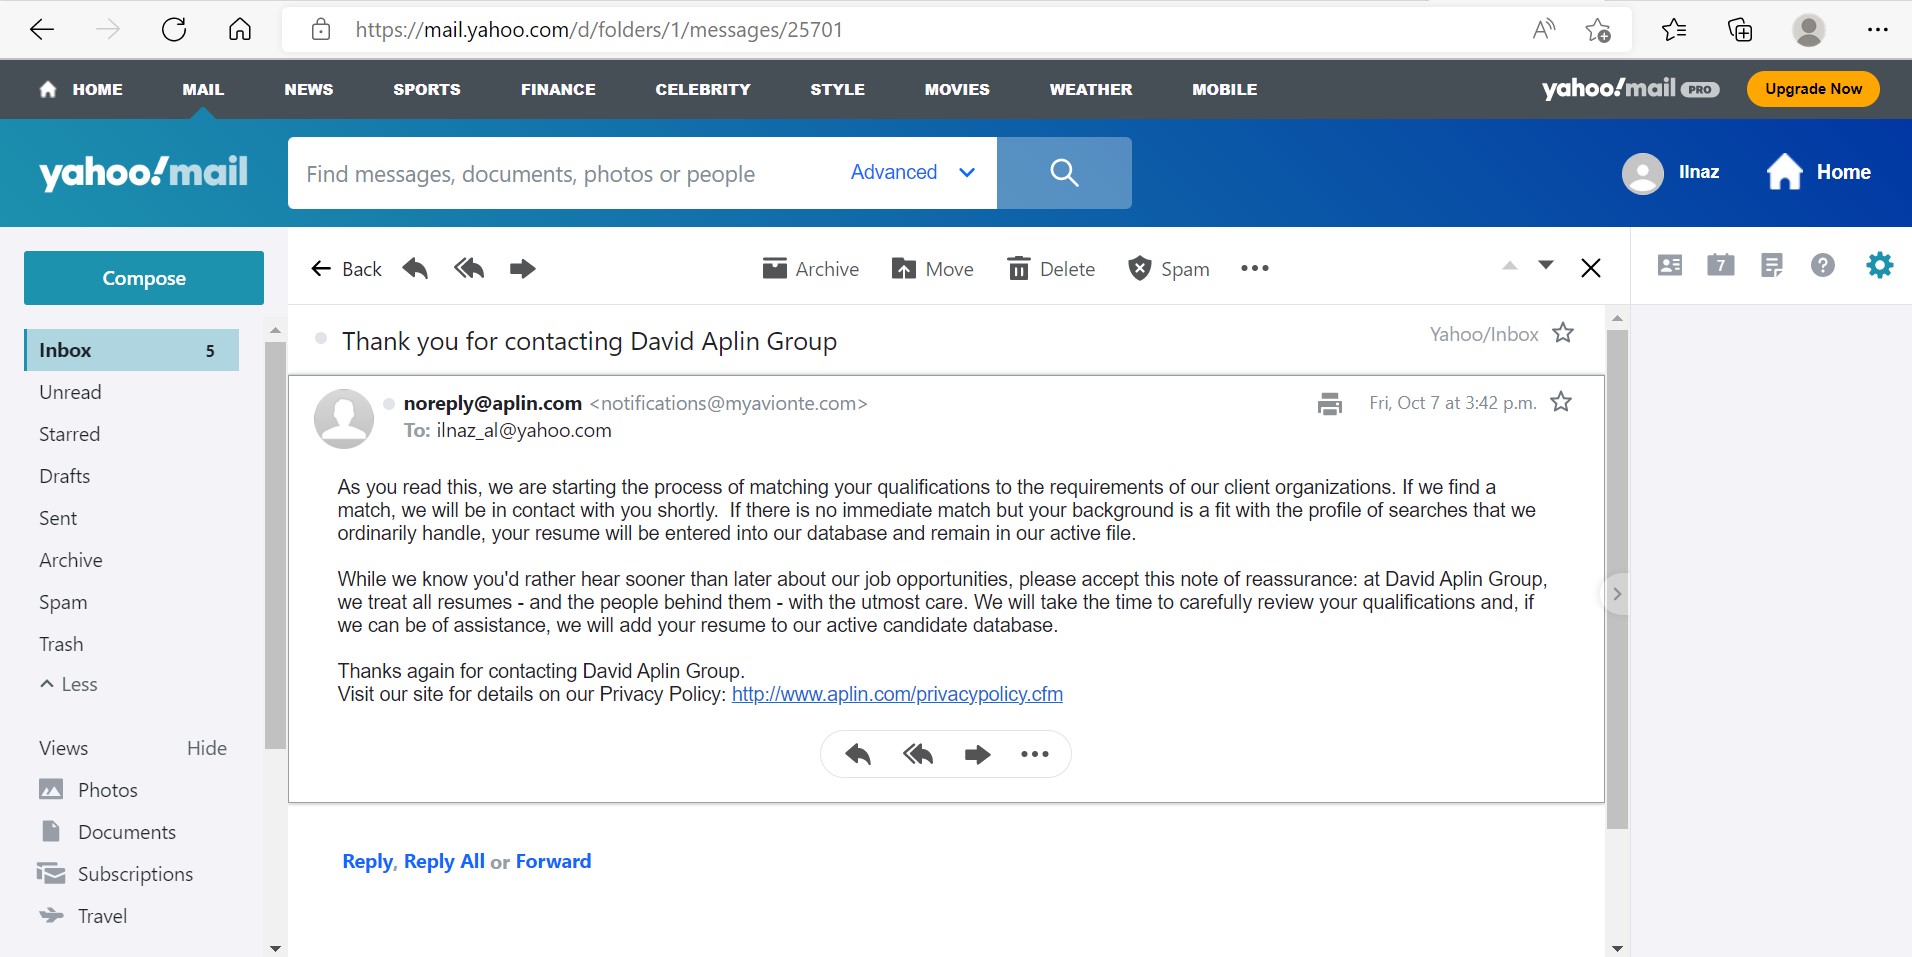 https://mail.yahoo.com/d/folders/1/messages/25701
HOME MAIL NEWS SPORTS FINANCE CELEBRITY STYLE MOVIES WEATHER MOBILE yahoo!mail PRO Upgrade Now
yahoo!mail Find messages, documents, photos or people Advanced Ilnaz Home
Compose
Back Archive Move Delete Spam 7 ?
Inbox 5
Unread
Starred
Drafts
Sent
Archive
Spam
Trash
Less
Views Hide
Photos
Documents
Subscriptions
Travel
Thank you for contacting David Aplin Group Yahoo/Inbox
noreply@aplin.com <notifications@myavionte.com> Fri, Oct 7 at 3:42 p.m.
To: ilnaz_al@yahoo.com
As you read this, we are starting the process of matching your qualifications to the requirements of our client organizations. If we find a
match, we will be in contact with you shortly.  If there is no immediate match but your background is a fit with the profile of searches that we
ordinarily handle, your resume will be entered into our database and remain in our active file.
While we know you'd rather hear sooner than later about our job opportunities, please accept this note of reassurance: at David Aplin Group,
we treat all resumes - and the people behind them - with the utmost care. We will take the time to carefully review your qualifications and, if
we can be of assistance, we will add your resume to our active candidate database.
Thanks again for contacting David Aplin Group.
Visit our site for details on our Privacy Policy: http://www.aplin.com/privacypolicy.cfm
Reply, Reply All or Forward